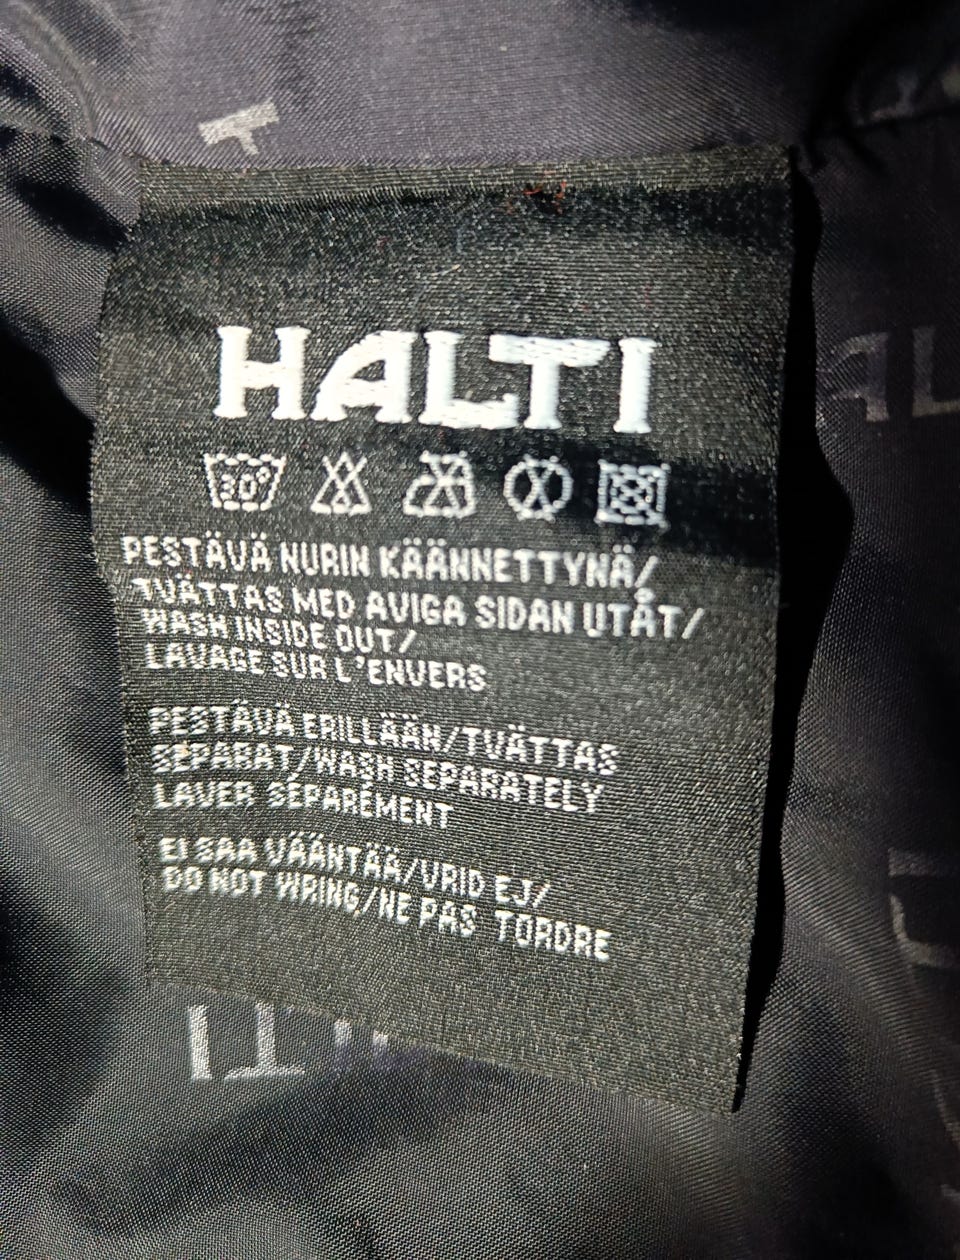 HALTI
30°
PESTÄVÄ NURIN KÄÄNNETTYNÄ/
TVÄTTAS MED AVIGA SIDAN UTÅT/
WASH INSIDE OUT/
LAVAGE SUR L'ENVERS
PESTÄVÄ ERILLÄÄN/TVÄTTAS
SEPARAT/WASH SEPARATELY
LAVER SÉPARÉMENT
EI SAA VÄÄNTÄÄ/VRID EJ/
DO NOT WRING/NE PAS TORDRE